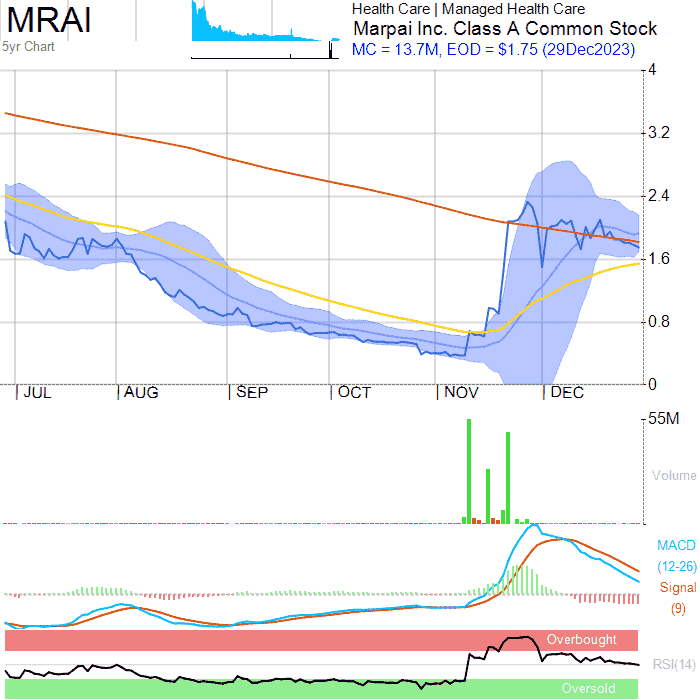 MRAI
5yr Chart
Health Care | Managed Health Care
Marpai Inc. Class A Common Stock
MC = 13.7M, EOD = $1.75 (29Dec2023)
4
3.2
2.4
1.6
0.8
0
JUL AUG SEP OCT NOV DEC
55M
Volume
MACD
(12-26)
Signal
(9)
Overbought
RSI(14)
Oversold